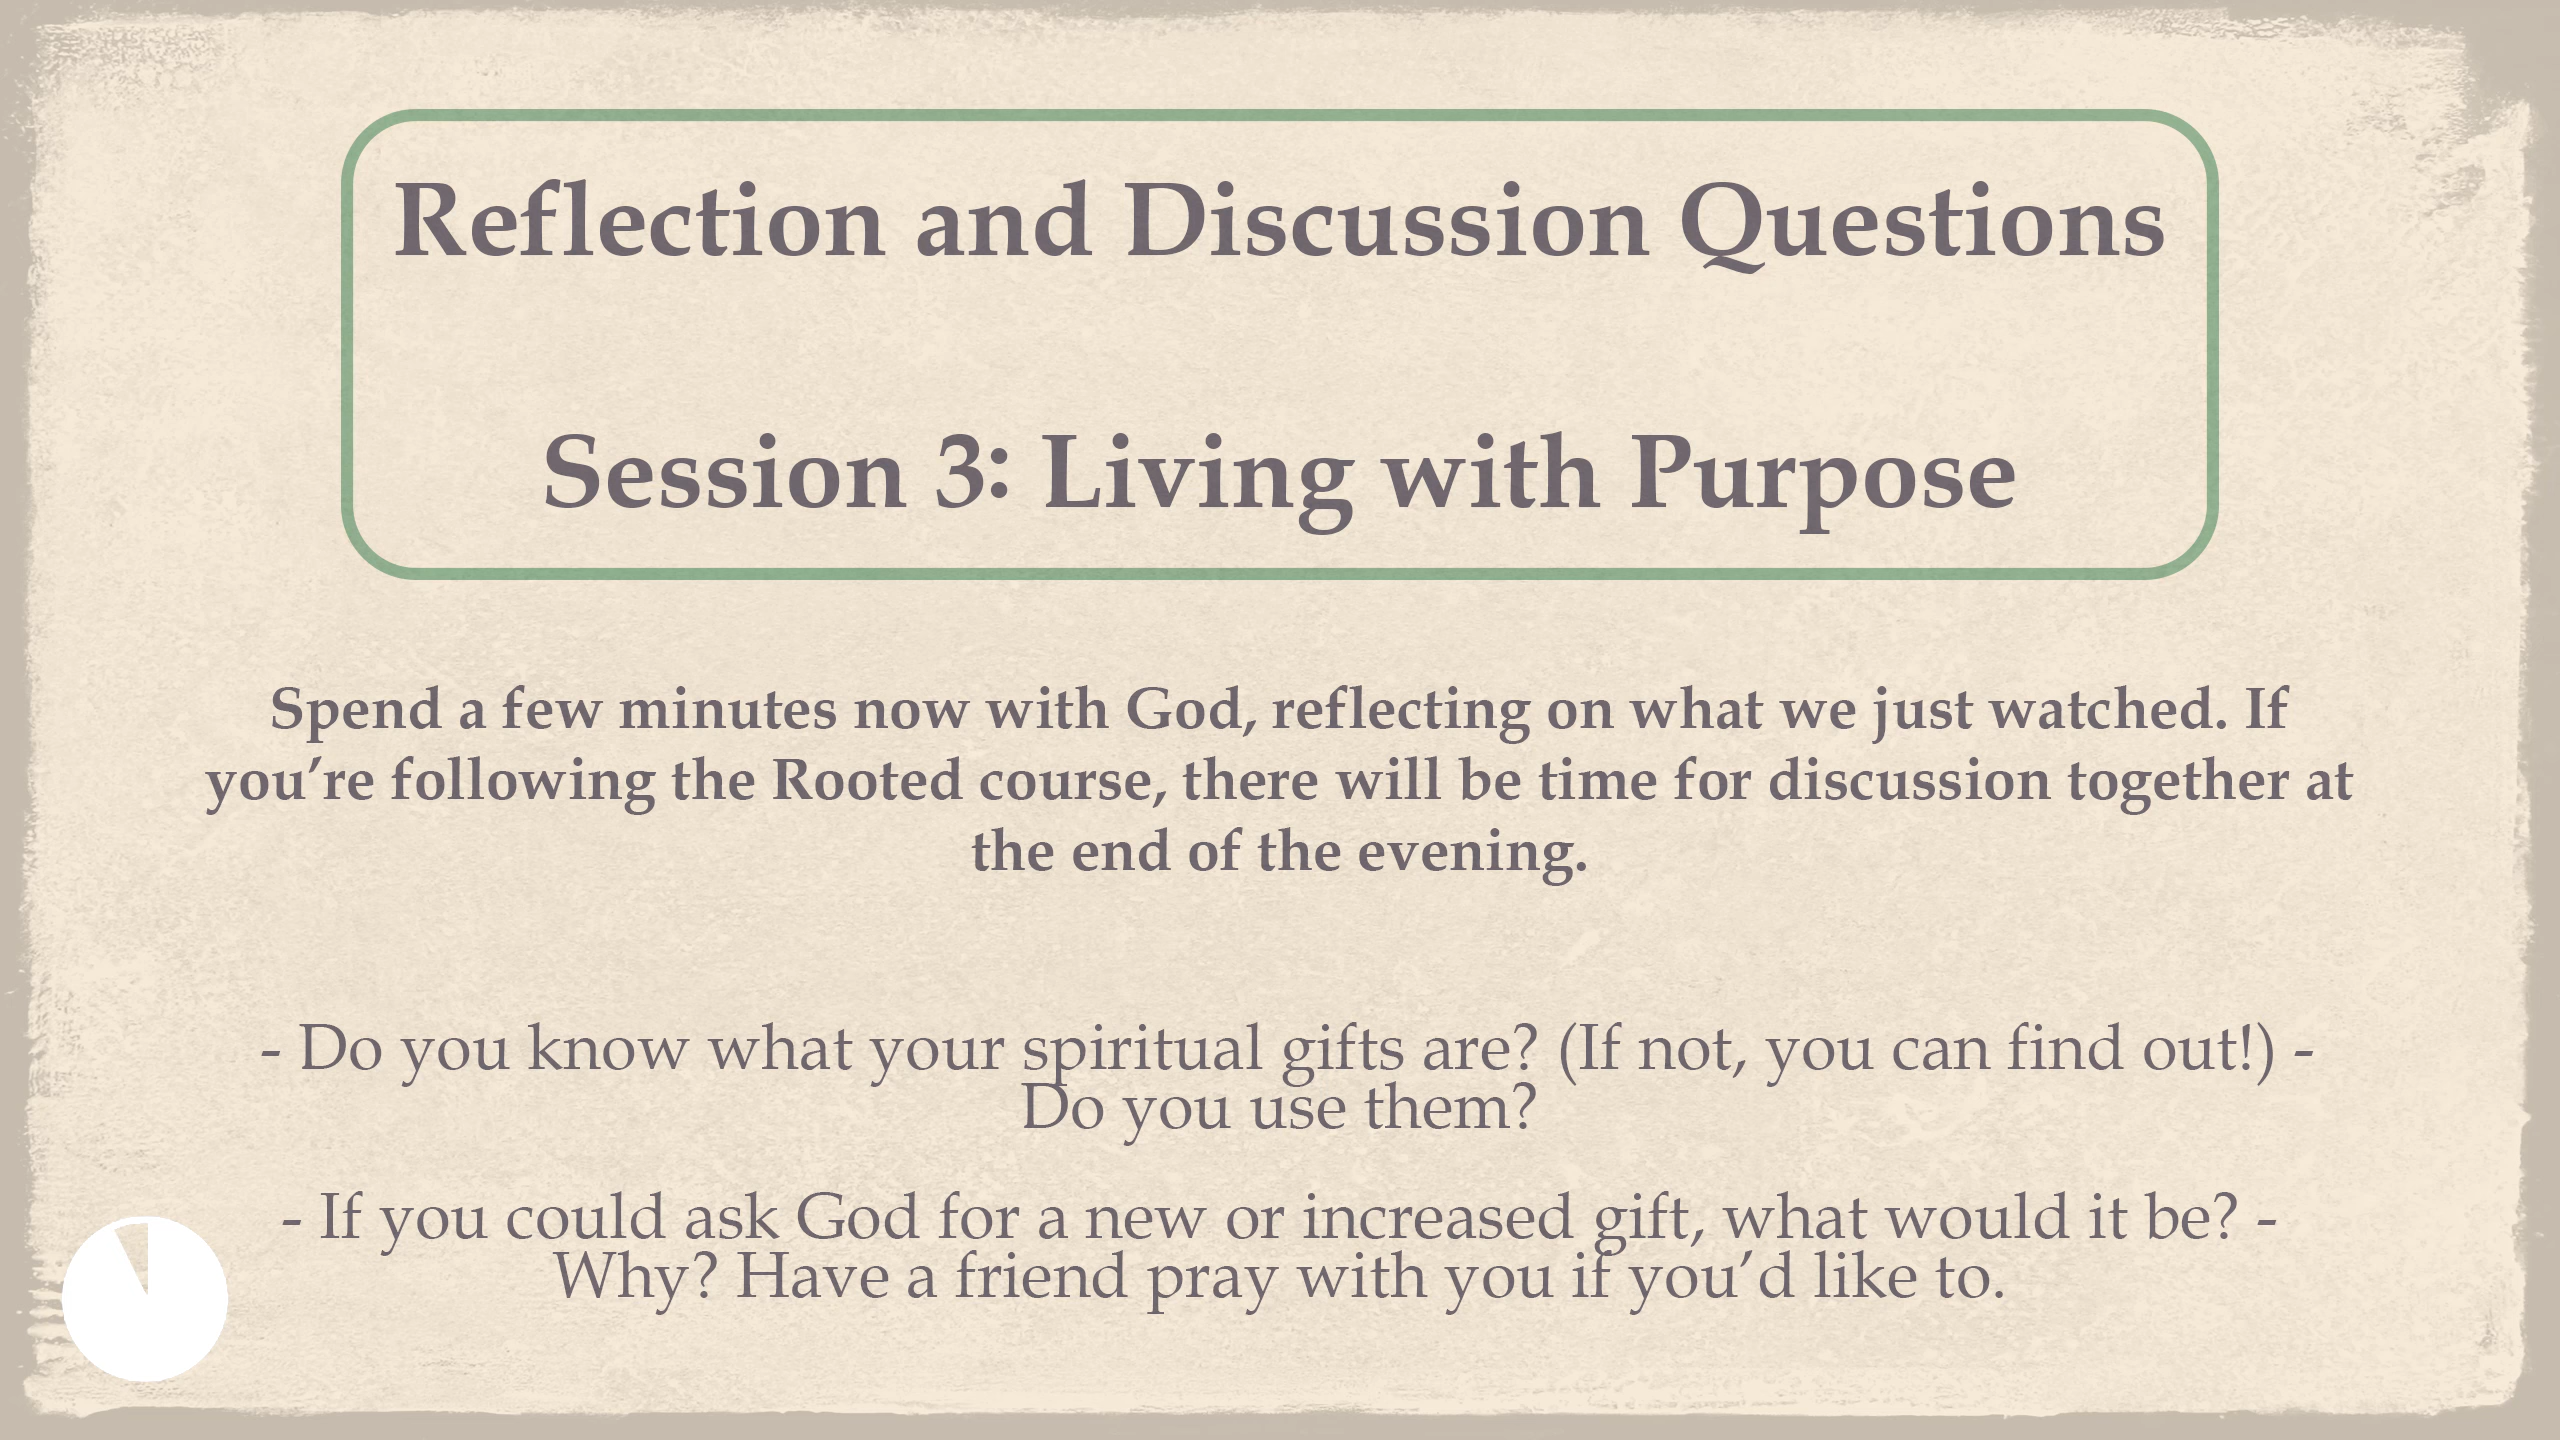 Reflection and Discussion Questions
Session 3: Living with Purpose
Spend a few minutes now with God, reflecting on what we just watched. If
you’re following the Rooted course, there will be time for discussion together at
the end of the evening.
- Do you know what your spiritual gifts are? (If not, you can find out!) -
Do you use them?
- If you could ask God for a new or increased gift, what would it be? -
Why? Have a friend pray with you if you’d like to.